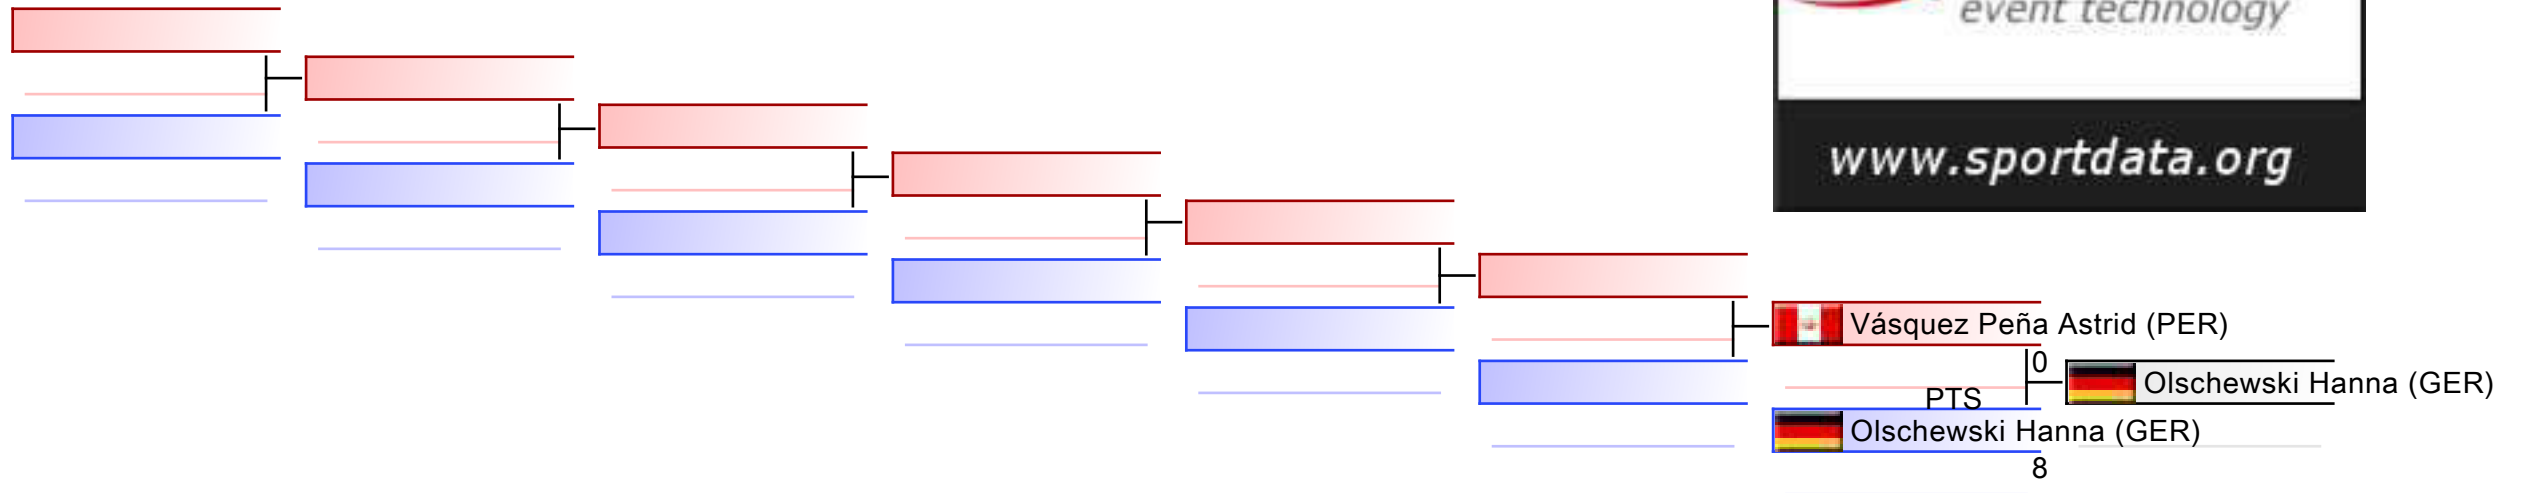 event technology
www.sportdata.org
Vásquez Peña Astrid (PER)
0
Olschewski Hanna (GER)
PTS
Olschewski Hanna (GER)
8